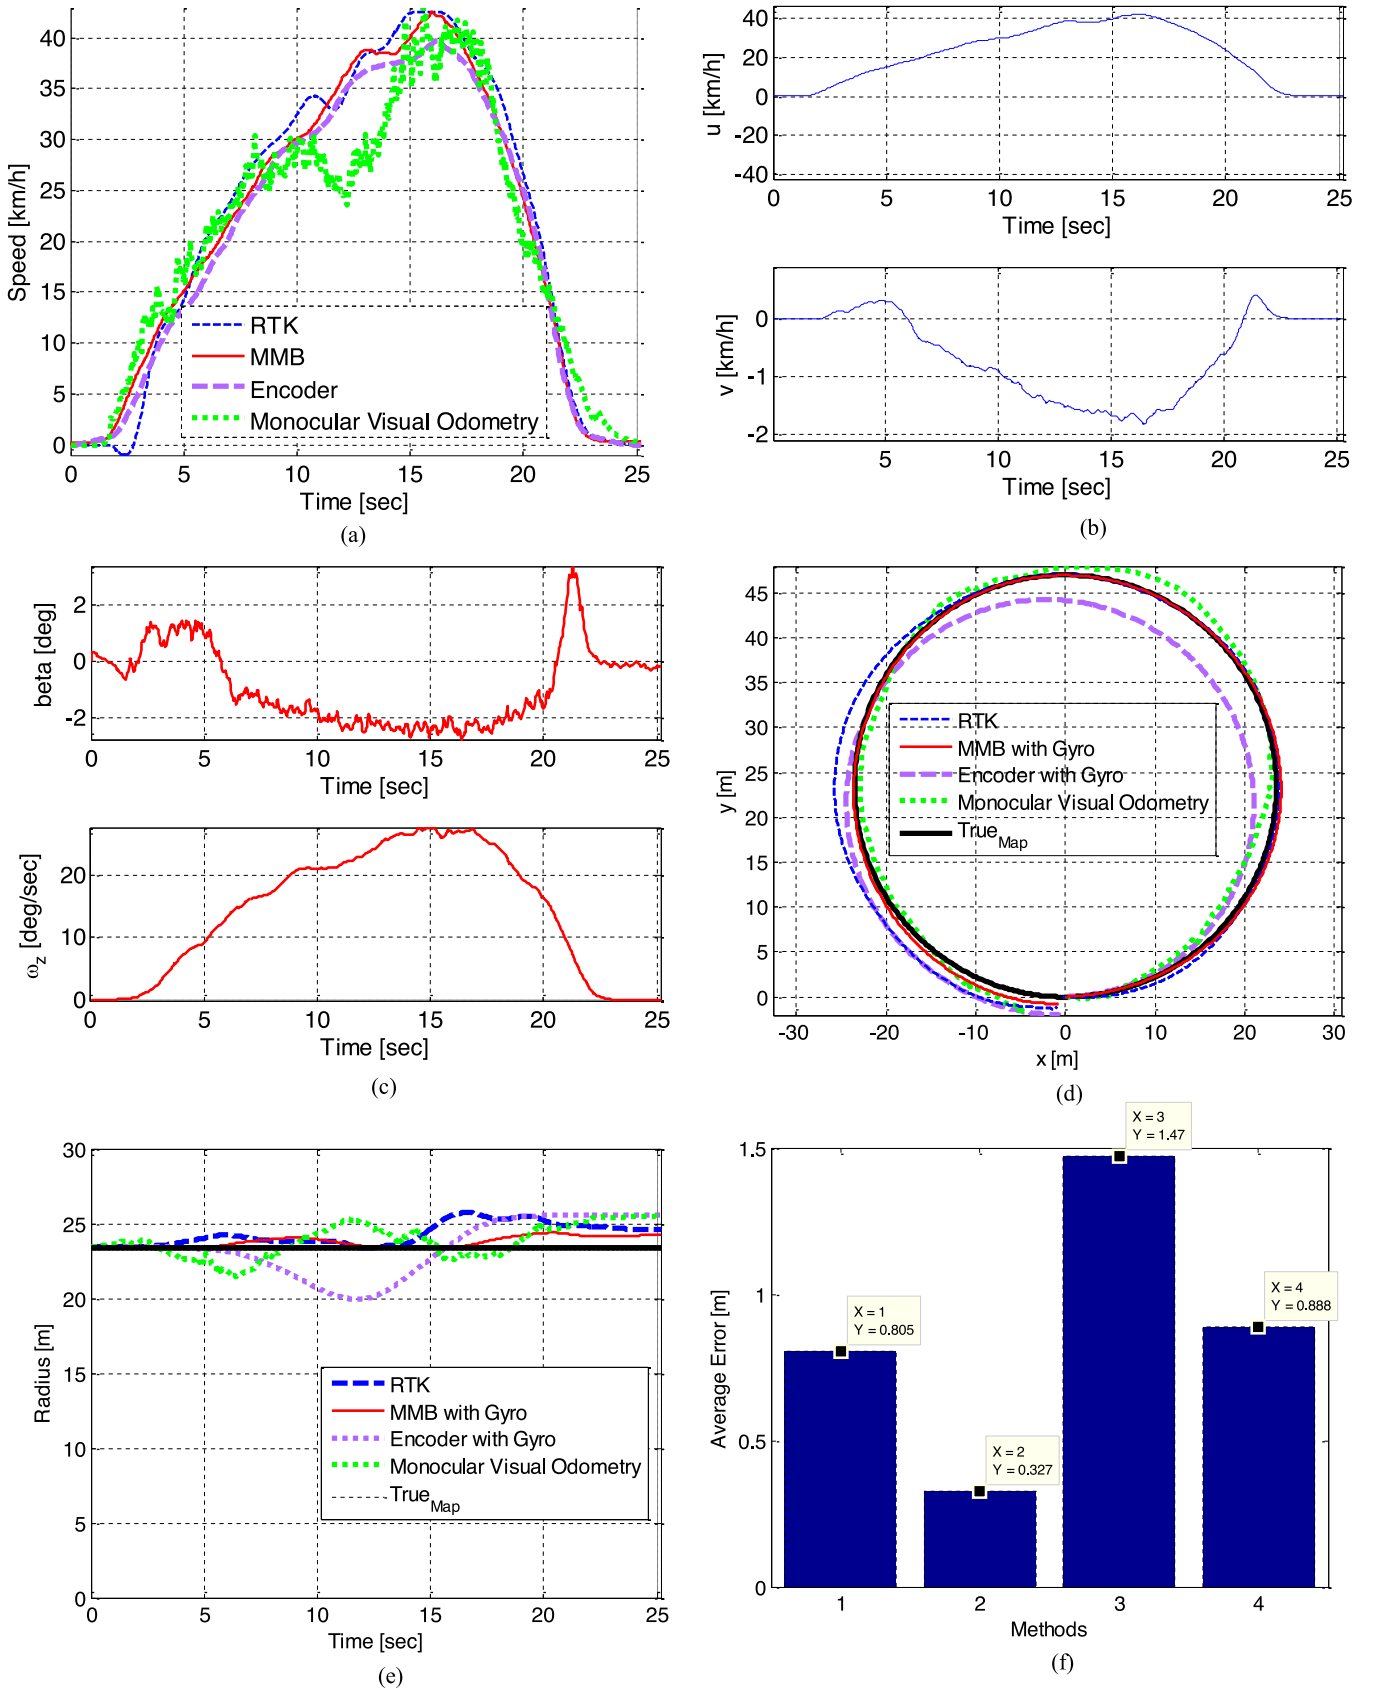 40
35
30
25
20
15
10
5
0
Speed [km/h]
RTK
MMB
Encoder
Monocular Visual Odometry
0 5 10 15 20 25
Time [sec]
(a)
40
20
0
-20
-40
u [km/h]
0 5 10 15 20 25
Time [sec]
0
-1
-2
v [km/h]
5 10 15 20 25
Time [sec]
(b)
2
0
-2
beta [deg]
0 5 10 15 20 25
Time [sec]
20
10
0
ωz [deg/sec]
0 5 10 15 20 25
Time [sec]
(c)
45
40
35
30
25
20
15
10
5
0
y [m]
RTK
MMB with Gyro
Encoder with Gyro
Monocular Visual Odometry
TrueMap
-30 -20 -10 0 10 20 30
x [m]
(d)
30
25
20
15
10
5
0
Radius [m]
RTK
MMB with Gyro
Encoder with Gyro
Monocular Visual Odometry
TrueMap
0 5 10 15 20 25
Time [sec]
(e)
1.5
1
0.5
0
Average Error [m]
X = 1
Y = 0.805
X = 2
Y = 0.327
X = 3
Y = 1.47
X = 4
Y = 0.888
1 2 3 4
Methods
(f)